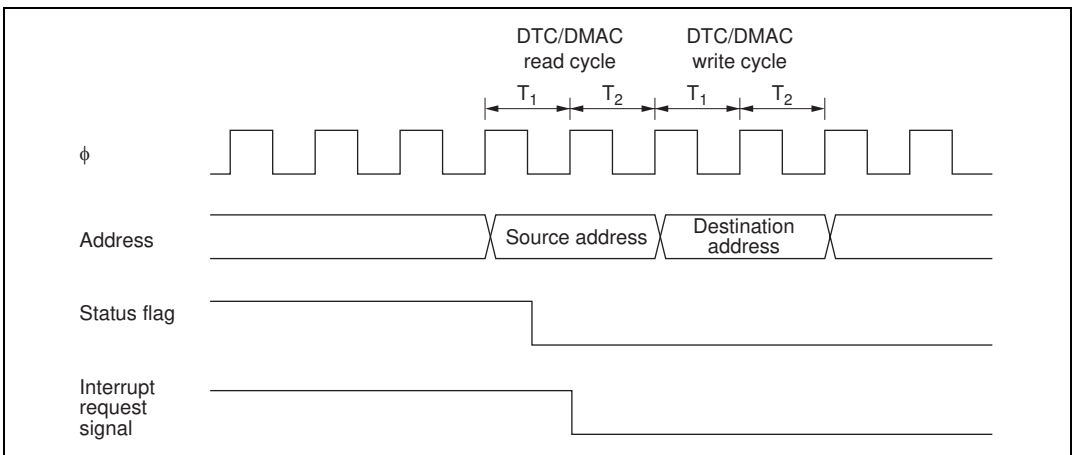 DTC/DMAC DTC/DMAC
read cycle write cycle
T₁ T₂ T₁ T₂
ϕ
Address Source address Destination
address
Status flag
Interrupt
request
signal